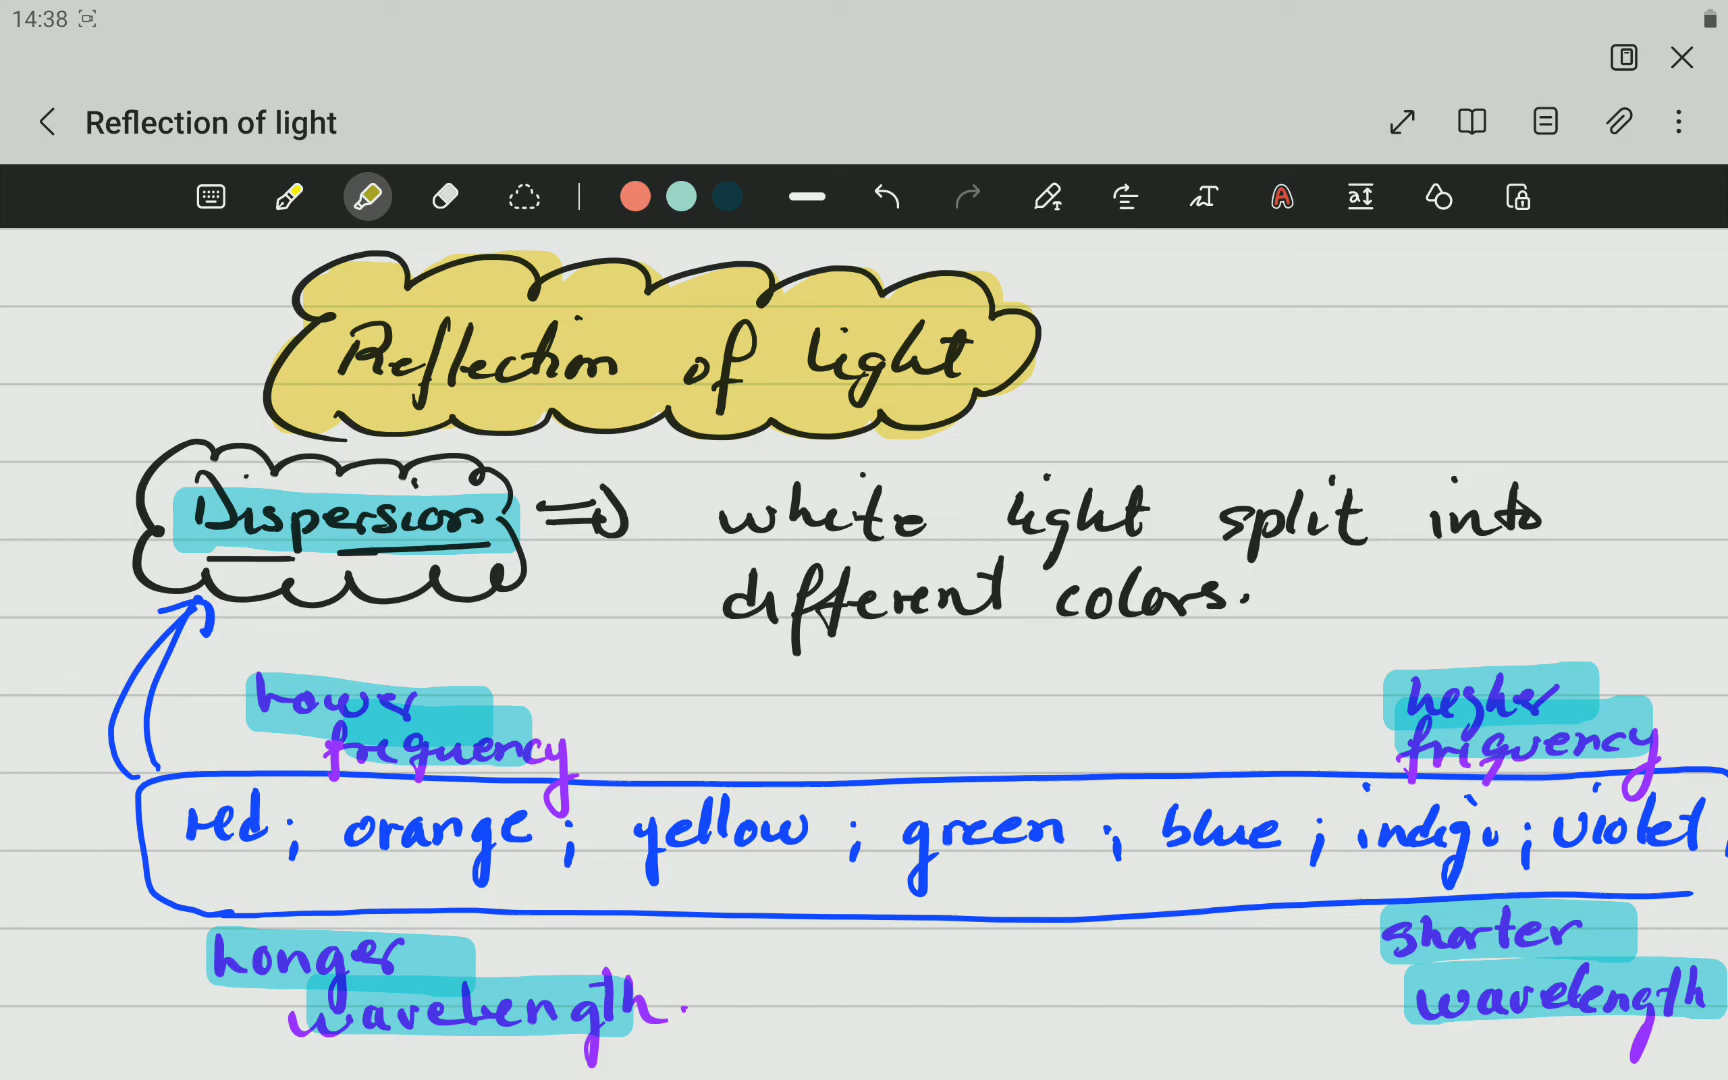 14:38
Reflection of light
Reflection of light
Dispersion ⇒ white light split into
different colors.
Lower
frequency
higher
friquency
red; orange; yellow; green; blue; indigo; violet
Longer
wavelength.
shorter
wavelength